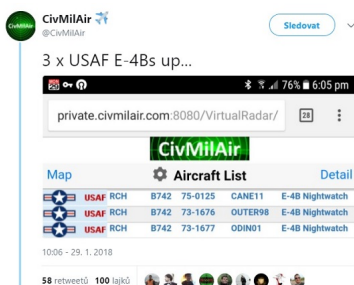 CivMilAir
CivMilAir
@CivMilAir
Sledovat
3 x USAF E-4Bs up...
76% 6:05 pm
private.civmilair.com:8080/VirtualRadar/
28
CivMilAir
Map Aircraft List Detail
USAF RCH B742 75-0125 CANE11 E-4B Nightwatch
USAF RCH B742 73-1676 OUTER98 E-4B Nightwatch
USAF RCH B742 73-1677 ODIN01 E-4B Nightwatch
10:06 - 29. 1. 2018
58 retweetů 100 lajků